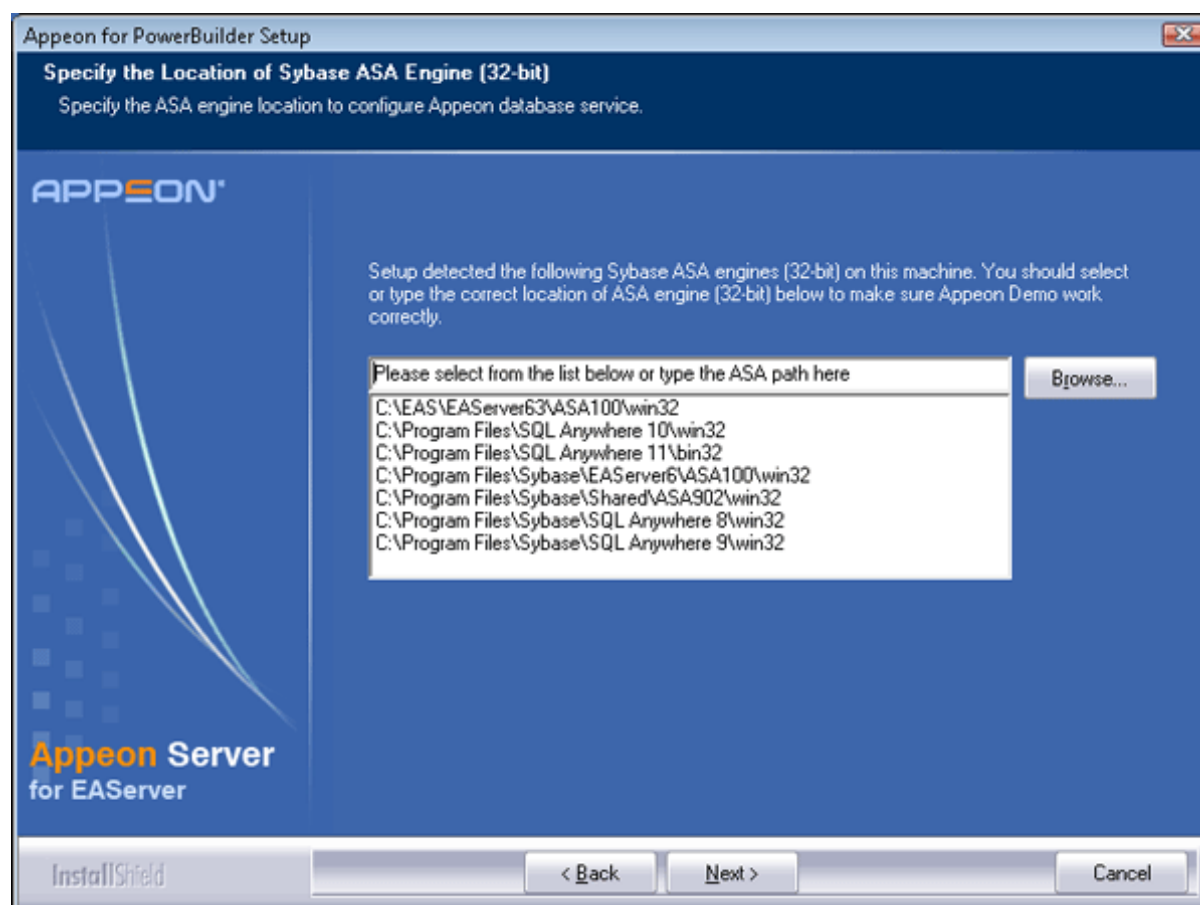 Appeon for PowerBuilder Setup
Specify the Location of Sybase ASA Engine (32-bit)
Specify the ASA engine location to configure Appeon database service.
APPEON
Setup detected the following Sybase ASA engines (32-bit) on this machine. You should select
or type the correct location of ASA engine (32-bit) below to make sure Appeon Demo work
correctly.
Please select from the list below or type the ASA path here
Browse...
C:\EAS\EAServer63\ASA100\win32
C:\Program Files\SQL Anywhere 10\win32
C:\Program Files\SQL Anywhere 11\bin32
C:\Program Files\Sybase\EAServer6\ASA100\win32
C:\Program Files\Sybase\Shared\ASA902\win32
C:\Program Files\Sybase\SQL Anywhere 8\win32
C:\Program Files\Sybase\SQL Anywhere 9\win32
Appeon Server
for EAServer
InstallShield
< Back
Next >
Cancel